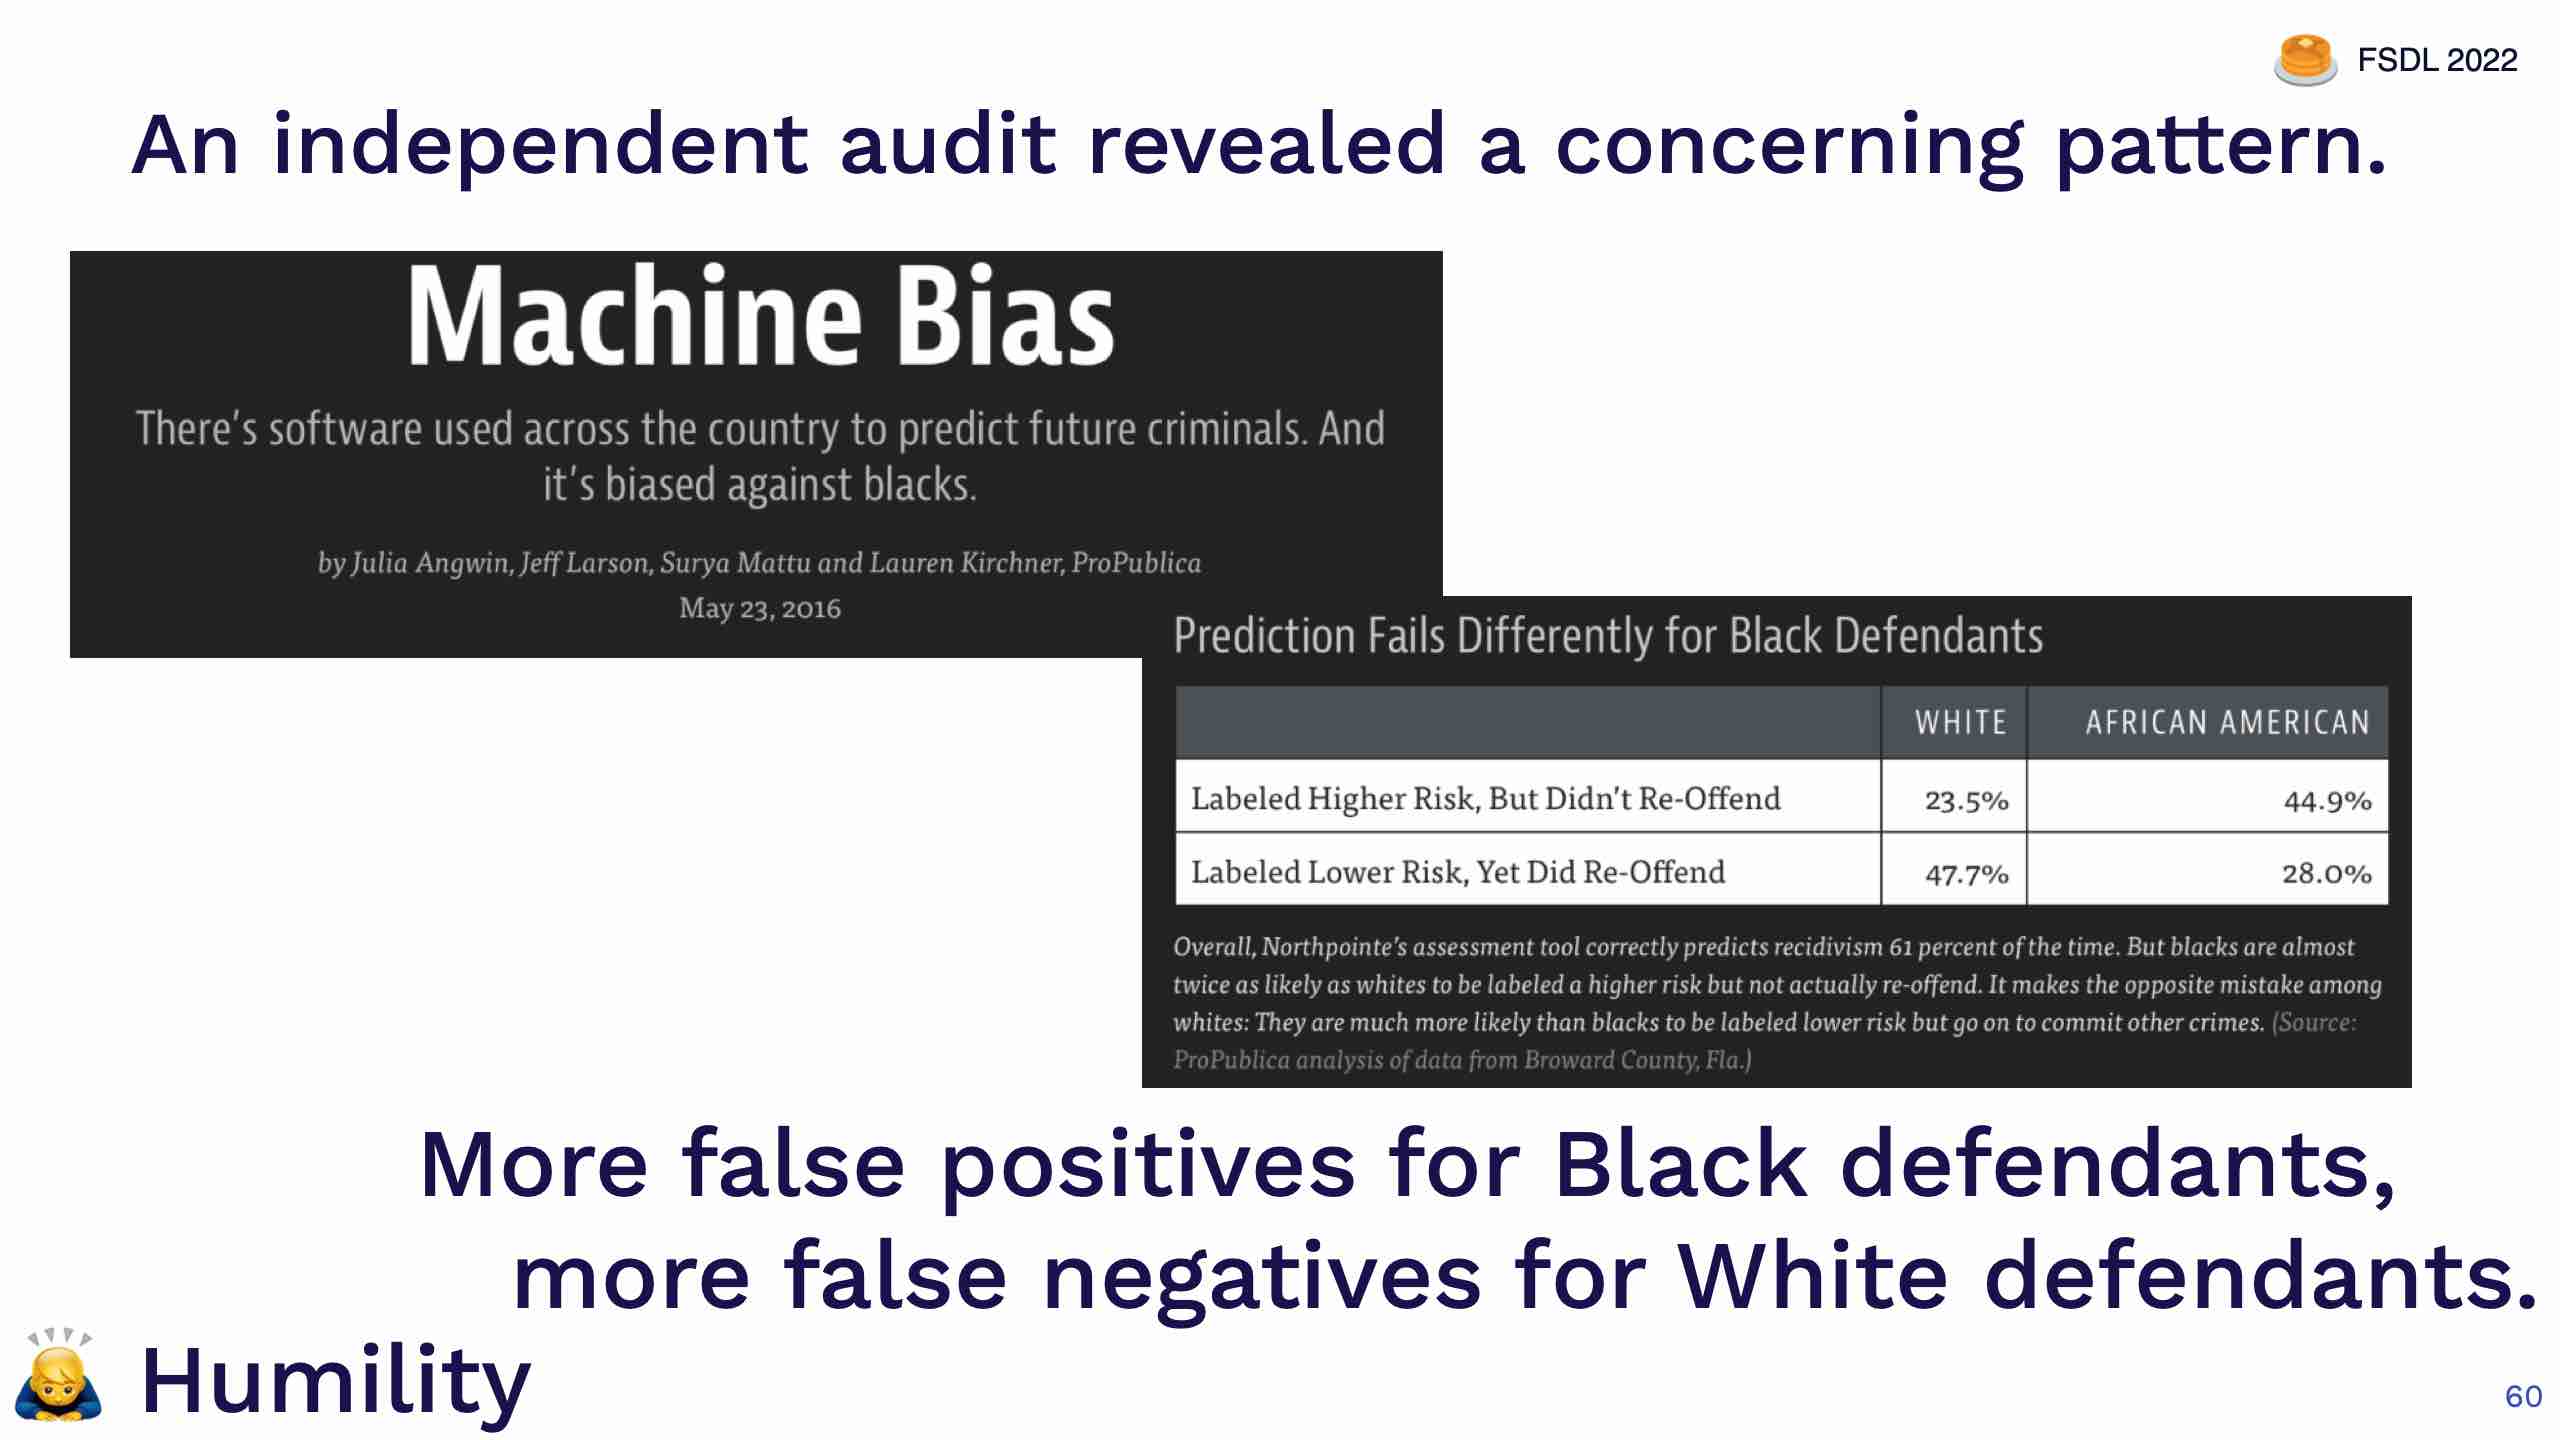 FSDL 2022
An independent audit revealed a concerning pattern.
Machine Bias
There's software used across the country to predict future criminals. And
it's biased against blacks.
by Julia Angwin, Jeff Larson, Surya Mattu and Lauren Kirchner, ProPublica
May 23, 2016
Prediction Fails Differently for Black Defendants
WHITE AFRICAN AMERICAN
Labeled Higher Risk, But Didn't Re-Offend 23.5% 44.9%
Labeled Lower Risk, Yet Did Re-Offend 47.7% 28.0%
Overall, Northpointe's assessment tool correctly predicts recidivism 61 percent of the time. But blacks are almost
twice as likely as whites to be labeled a higher risk but not actually re-offend. It makes the opposite mistake among
whites: They are much more likely than blacks to be labeled lower risk but go on to commit other crimes. (Source:
ProPublica analysis of data from Broward County, Fla.)
More false positives for Black defendants,
more false negatives for White defendants.
Humility
60